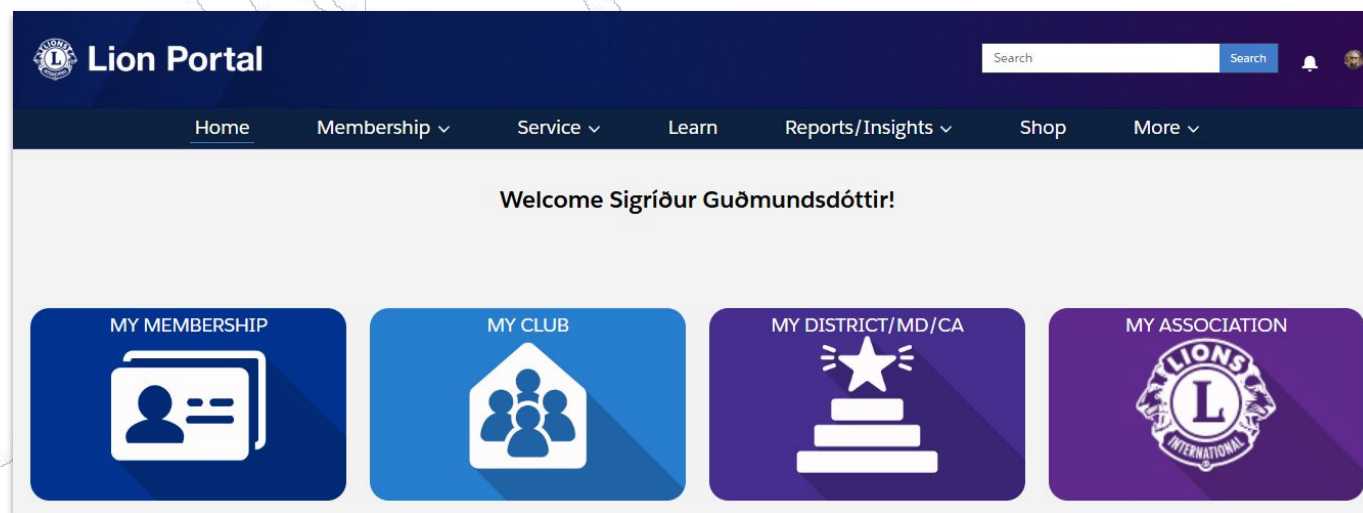 Lion Portal
Search Search
Home Membership Service Learn Reports/Insights Shop More
Welcome Sigríður Guðmundsdóttir!
MY MEMBERSHIP MY CLUB MY DISTRICT/MD/CA MY ASSOCIATION
LIONS
L
INTERNATIONAL